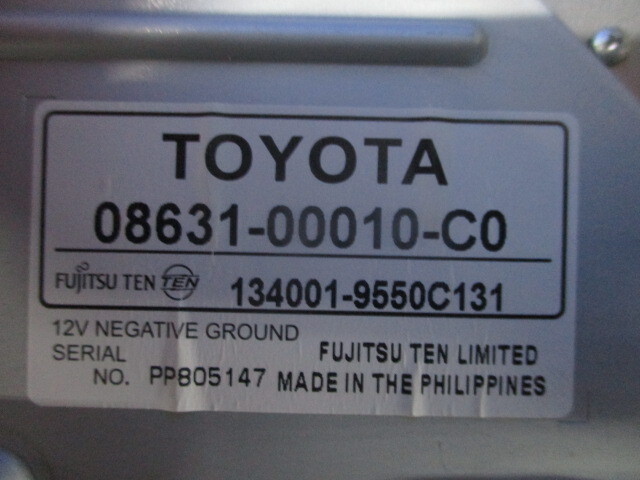 TOYOTA
08631-00010-C0
FUJITSU TEN TEN 134001-9550C131
12V NEGATIVE GROUND
SERIAL FUJITSU TEN LIMITED
NO. PP805147 MADE IN THE PHILIPPINES